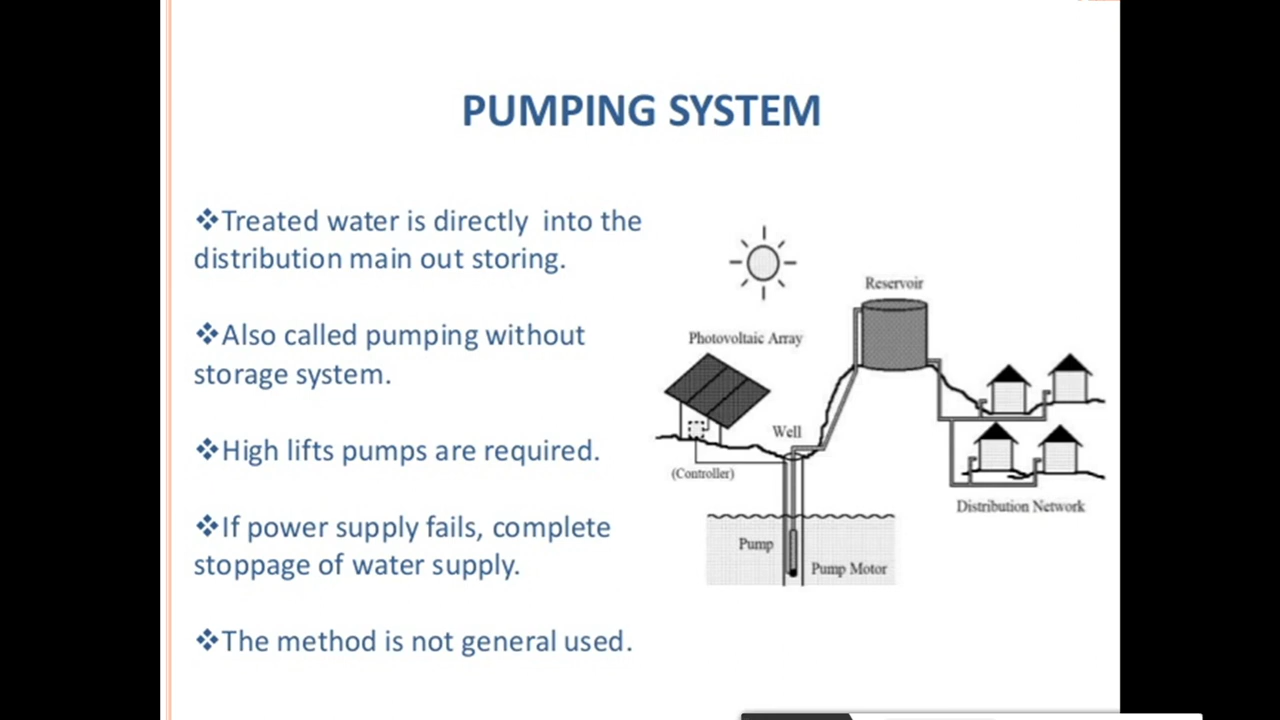 PUMPING SYSTEM
❖Treated water is directly into the
distribution main out storing.
❖Also called pumping without
storage system.
❖High lifts pumps are required.
❖If power supply fails, complete
stoppage of water supply.
❖The method is not general used.
Reservoir
Photovoltaic Array
Well
(Controller)
Distribution Network
Pump
Pump Motor